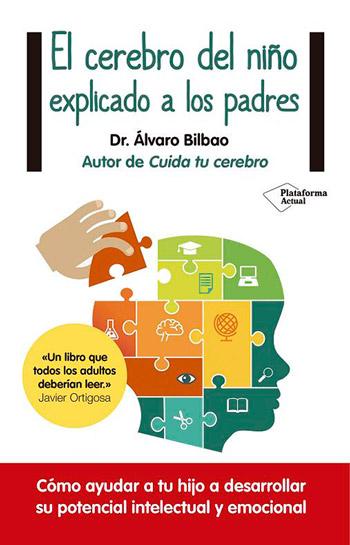 El cerebro del niño
explicado a los padres
Dr. Álvaro Bilbao
Autor de Cuida tu cerebro
Plataforma
Actual
«Un libro que
todos los adultos
deberían leer.»
Javier Ortigosa
Cómo ayudar a tu hijo a desarrollar
su potencial intelectual y emocional